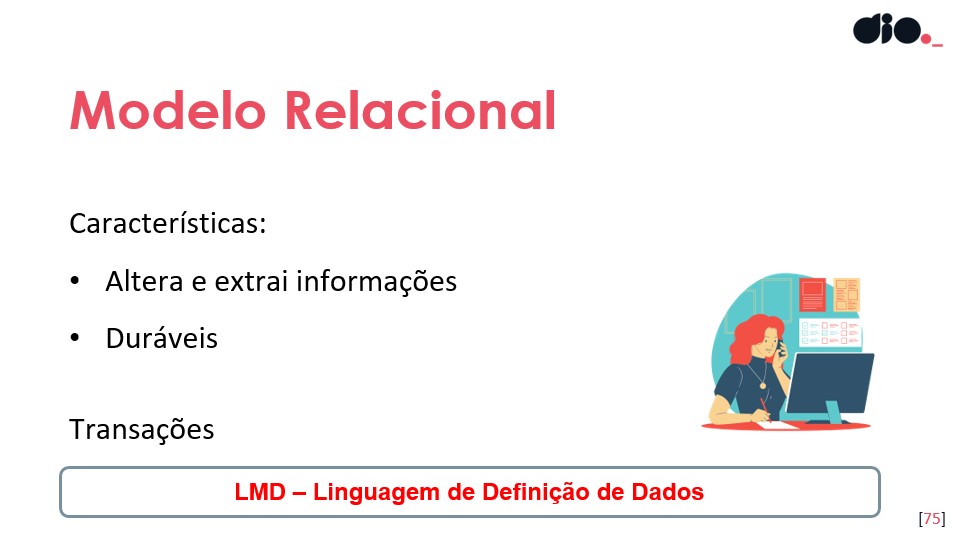 dio._
Modelo Relacional
Características:
• Altera e extrai informações
• Duráveis
Transações
LMD – Linguagem de Definição de Dados
[75]